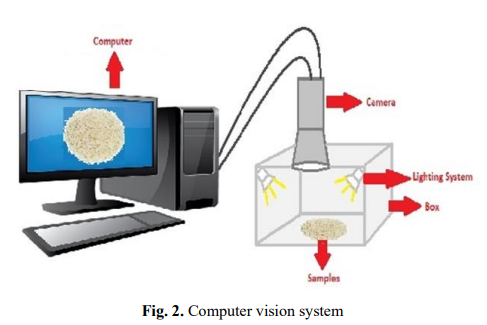 Computer
Camera
Lighting System
Box
Samples
Fig. 2. Computer vision system